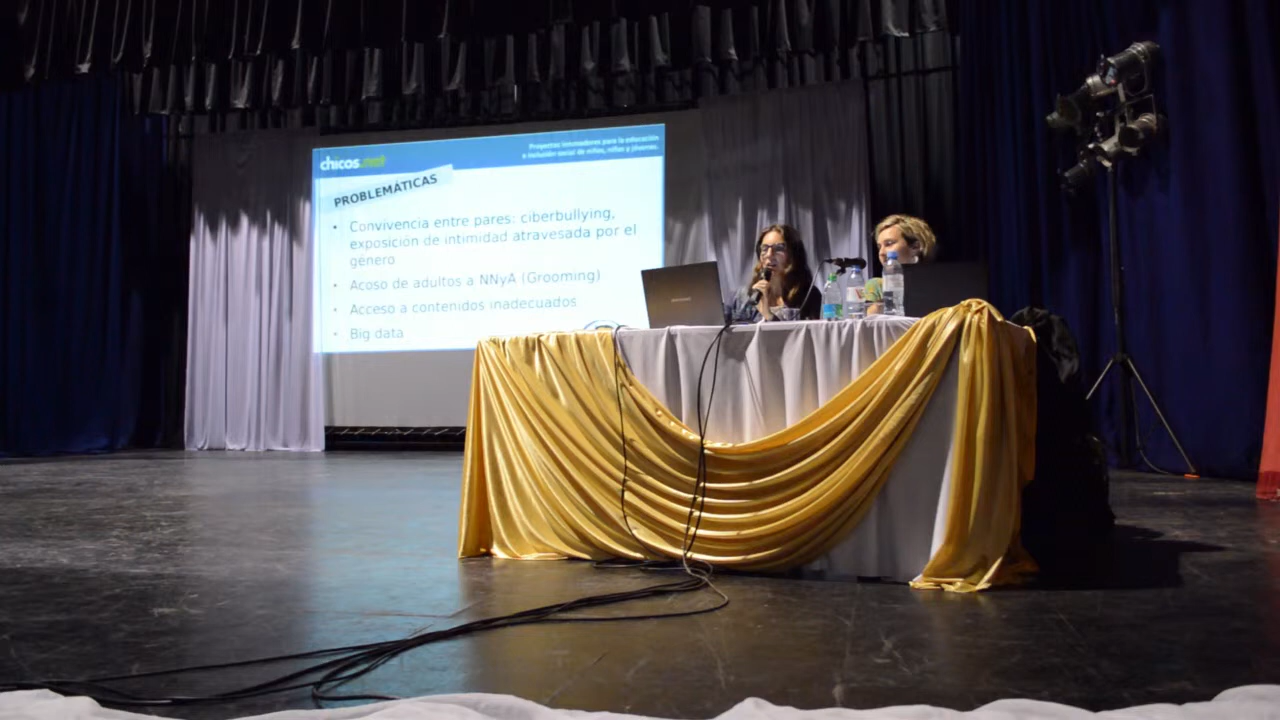 chicos.net
Proyectos innovadores para la educación
e inclusión social de niñas, niños y jóvenes.
PROBLEMÁTICAS
• Convivencia entre pares: ciberbullying,
exposición de intimidad atravesada por el
género
• Acoso de adultos a NNyA (Grooming)
• Acceso a contenidos inadecuados
• Big data